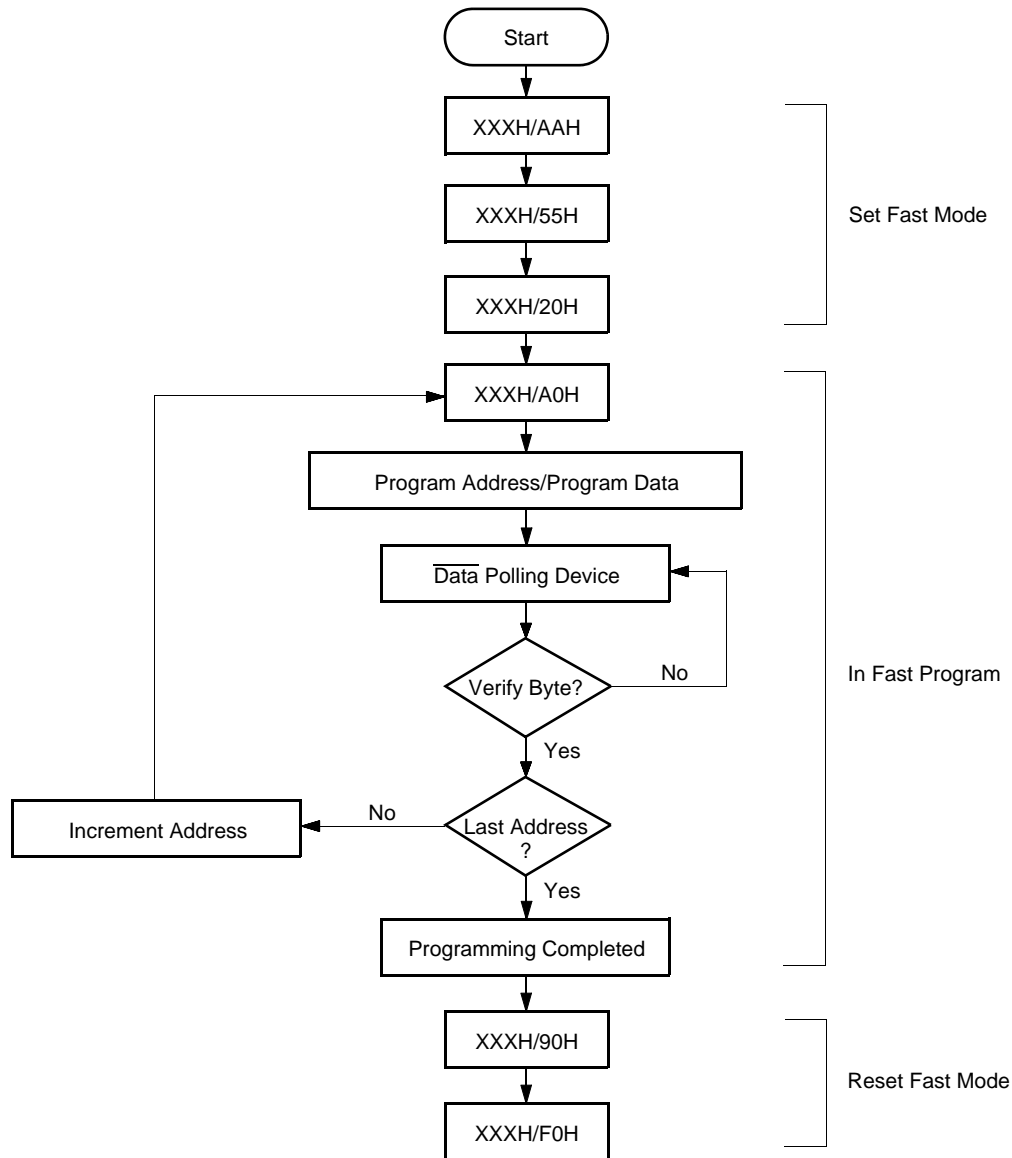 Start
XXXH/AAH
XXXH/55H
Set Fast Mode
XXXH/20H
XXXH/A0H
Program Address/Program Data
Data Polling Device
Verify Byte?
No
In Fast Program
Yes
Increment Address
No
Last Address
?
Yes
Programming Completed
XXXH/90H
Reset Fast Mode
XXXH/F0H